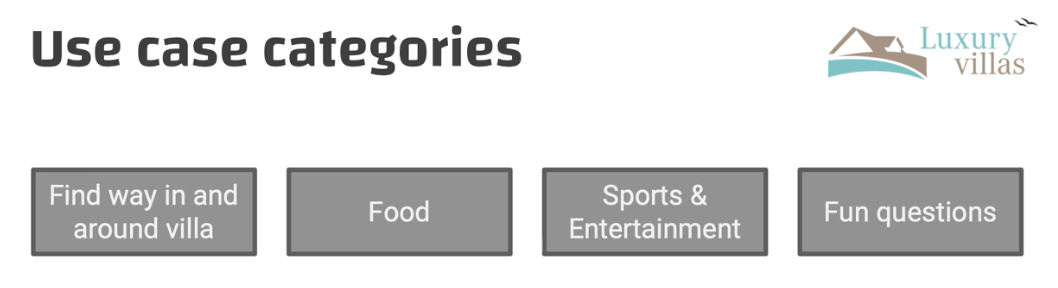 Use case categories
Luxury
villas
Find way in and
around villa
Food
Sports &
Entertainment
Fun questions